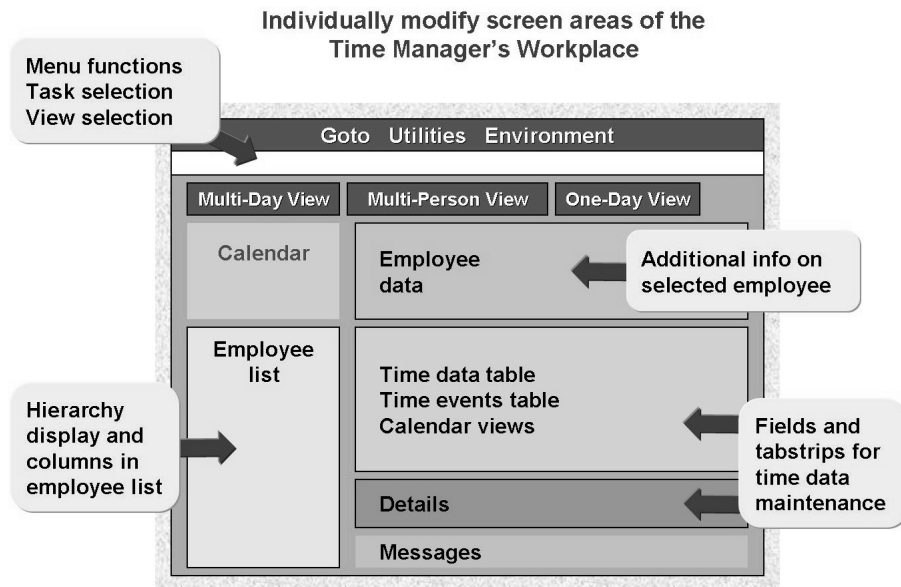 Individually modify screen areas of the
Time Manager's Workplace
Menu functions
Task selection
View selection
Goto Utilities Environment
Multi-Day View
Multi-Person View
One-Day View
Calendar
Employee
data
Additional info on
selected employee
Employee
list
Time data table
Time events table
Calendar views
Hierarchy
display and
columns in
employee list
Fields and
tabstrips for
time data
maintenance
Details
Messages